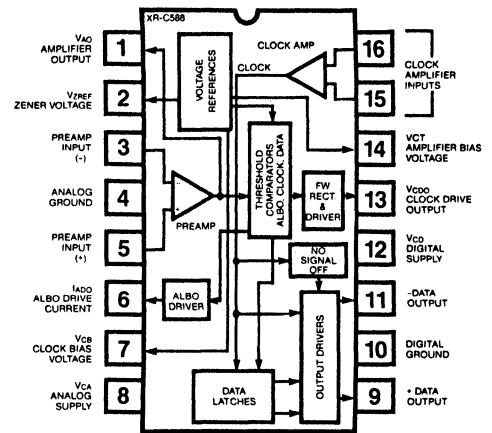 XR-C588
VAO
AMPLIFIER
OUTPUT
1
VZREF
ZENER VOLTAGE
2
PREAMP
INPUT
(-)
3
ANALOG
GROUND
4
PREAMP
INPUT
(+)
5
IADO
ALBO DRIVE
CURRENT
6
VCB
CLOCK BIAS
VOLTAGE
7
VCA
ANALOG
SUPPLY
8
VOLTAGE
REFERENCES
CLOCK AMP
CLOCK
-
+
PREAMP
THRESHOLD
COMPARATORS
ALBO, CLOCK, DATA
FW
RECT.
&
DRIVER
NO
SIGNAL
OFF
ALBO
DRIVER
DATA
LATCHES
OUTPUT DRIVERS
16
15
CLOCK
AMPLIFIER
INPUTS
14
VCT
AMPLIFIER BIAS
VOLTAGE
13
VCDO
CLOCK DRIVE
OUTPUT
12
VCD
DIGITAL
SUPPLY
11
-DATA
OUTPUT
10
DIGITAL
GROUND
9
+ DATA
OUTPUT